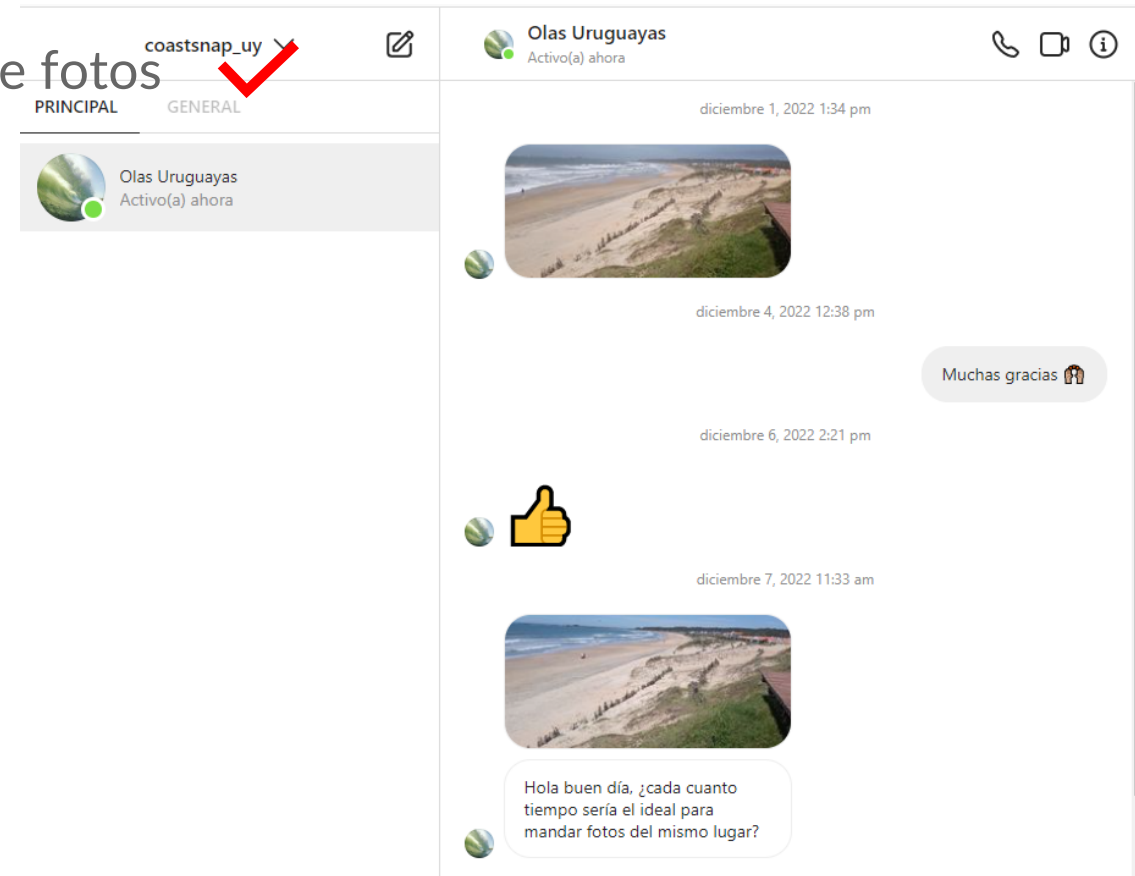 coastsnap_uy
e fotos
PRINCIPAL GENERAL
Olas Uruguayas
Activo(a) ahora
Olas Uruguayas
Activo(a) ahora
diciembre 1, 2022 1:34 pm
diciembre 4, 2022 12:38 pm
Muchas gracias
diciembre 6, 2022 2:21 pm
diciembre 7, 2022 11:33 am
Hola buen día, ¿cada cuanto
tiempo sería el ideal para
mandar fotos del mismo lugar?